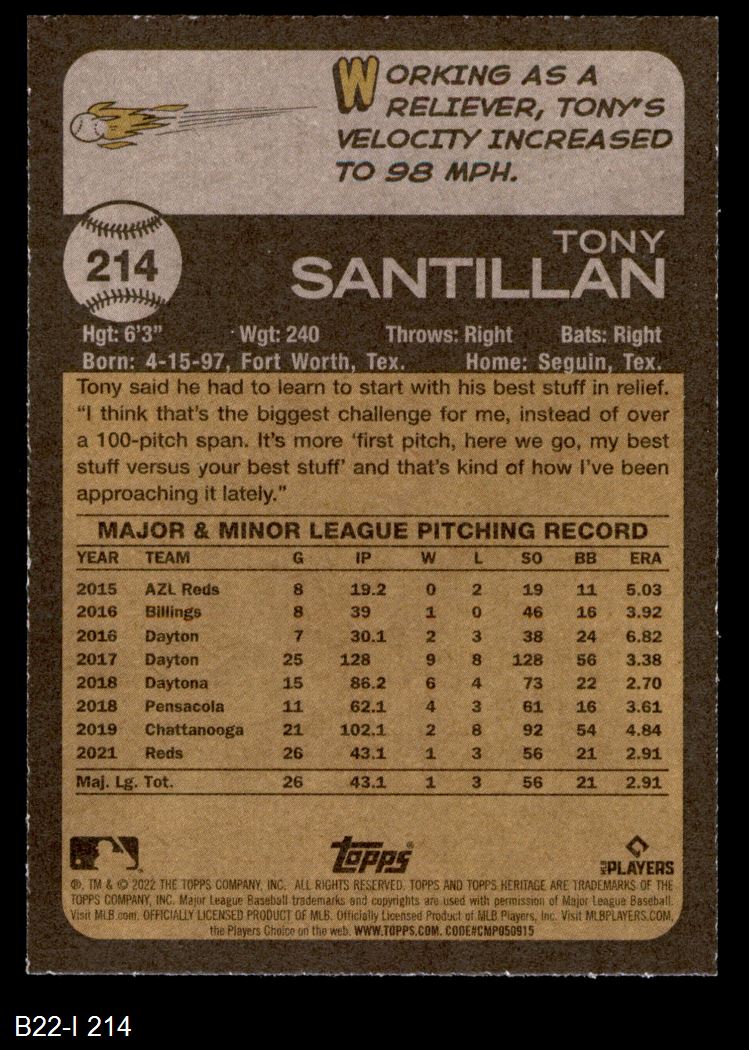 WORKING AS A
RELIEVER, TONY'S
VELOCITY INCREASED
TO 98 MPH.
214
TONY
SANTILLAN
Hgt: 6'3" Wgt: 240 Throws: Right Bats: Right
Born: 4-15-97, Fort Worth, Tex. Home: Seguin, Tex.
Tony said he had to learn to start with his best stuff in relief.
"I think that's the biggest challenge for me, instead of over
a 100-pitch span. It's more 'first pitch, here we go, my best
stuff versus your best stuff' and that's kind of how I've been
approaching it lately."
MAJOR & MINOR LEAGUE PITCHING RECORD
YEAR TEAM G IP W L SO BB ERA
2015 AZL Reds 8 19.2 0 2 19 11 5.03
2016 Billings 8 39 1 0 46 16 3.92
2016 Dayton 7 30.1 2 3 38 24 6.82
2017 Dayton 25 128 9 8 128 56 3.38
2018 Daytona 15 86.2 6 4 73 22 2.70
2018 Pensacola 11 62.1 4 3 61 16 3.61
2019 Chattanooga 21 102.1 2 8 92 54 4.84
2021 Reds 26 43.1 1 3 56 21 2.91
Maj. Lg. Tot. 26 43.1 1 3 56 21 2.91
Topps
MLB PLAYERS
®, TM & © 2022 THE TOPPS COMPANY, INC. ALL RIGHTS RESERVED. TOPPS AND TOPPS HERITAGE ARE TRADEMARKS OF THE
TOPPS COMPANY, INC. Major League Baseball trademarks and copyrights are used with permission of Major League Baseball.
Visit MLB.com. OFFICIALLY LICENSED PRODUCT OF MLB. Officially Licensed Product of MLB Players, Inc. Visit MLBPLAYERS.COM,
the Players Choice on the web. WWW.TOPPS.COM. CODE#CMP050915
B22-I 214